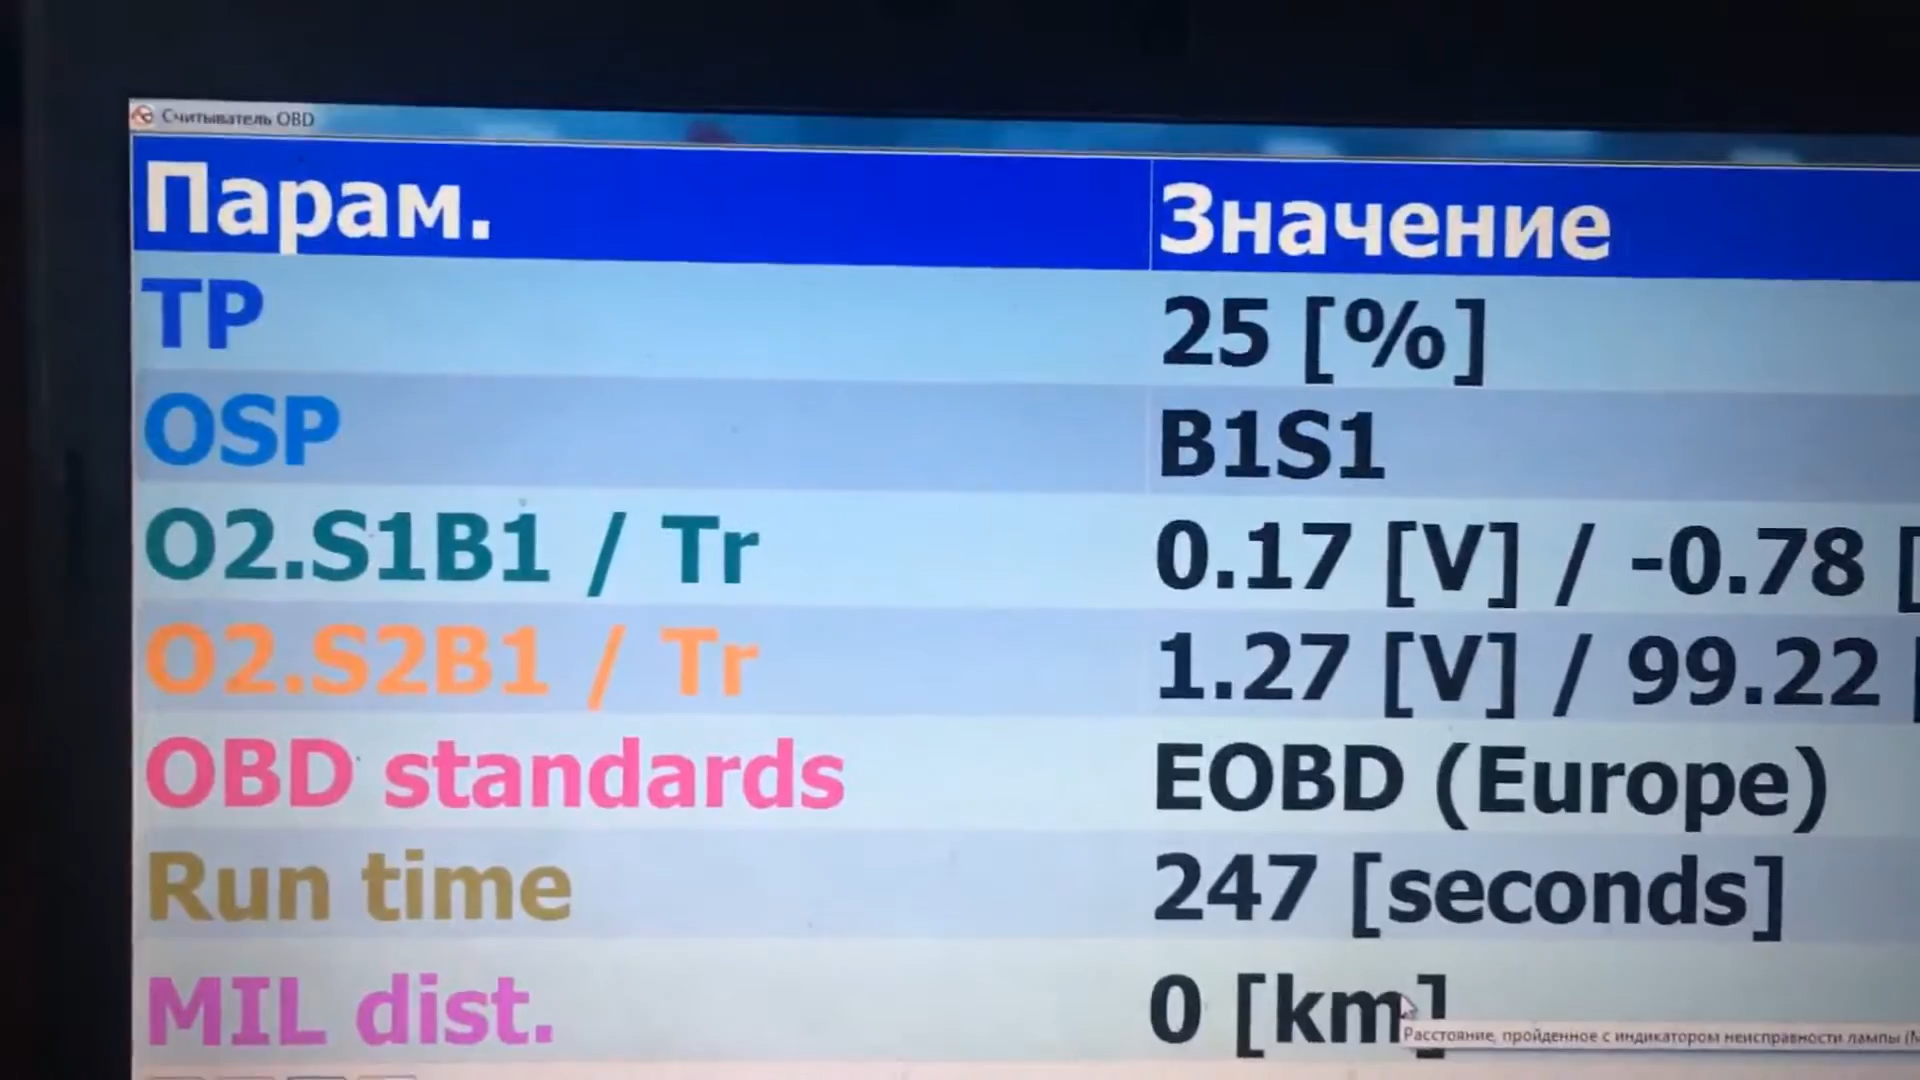 Считыватель OBD
Парам. Значение
TP 25 [%]
OSP B1S1
O2.S1B1 / Tr 0.17 [V] / -0.78 [
O2.S2B1 / Tr 1.27 [V] / 99.22 [
OBD standards EOBD (Europe)
Run time 247 [seconds]
MIL dist. 0 [km]
Расстояние, пройденное с индикатором неисправности лампы (M